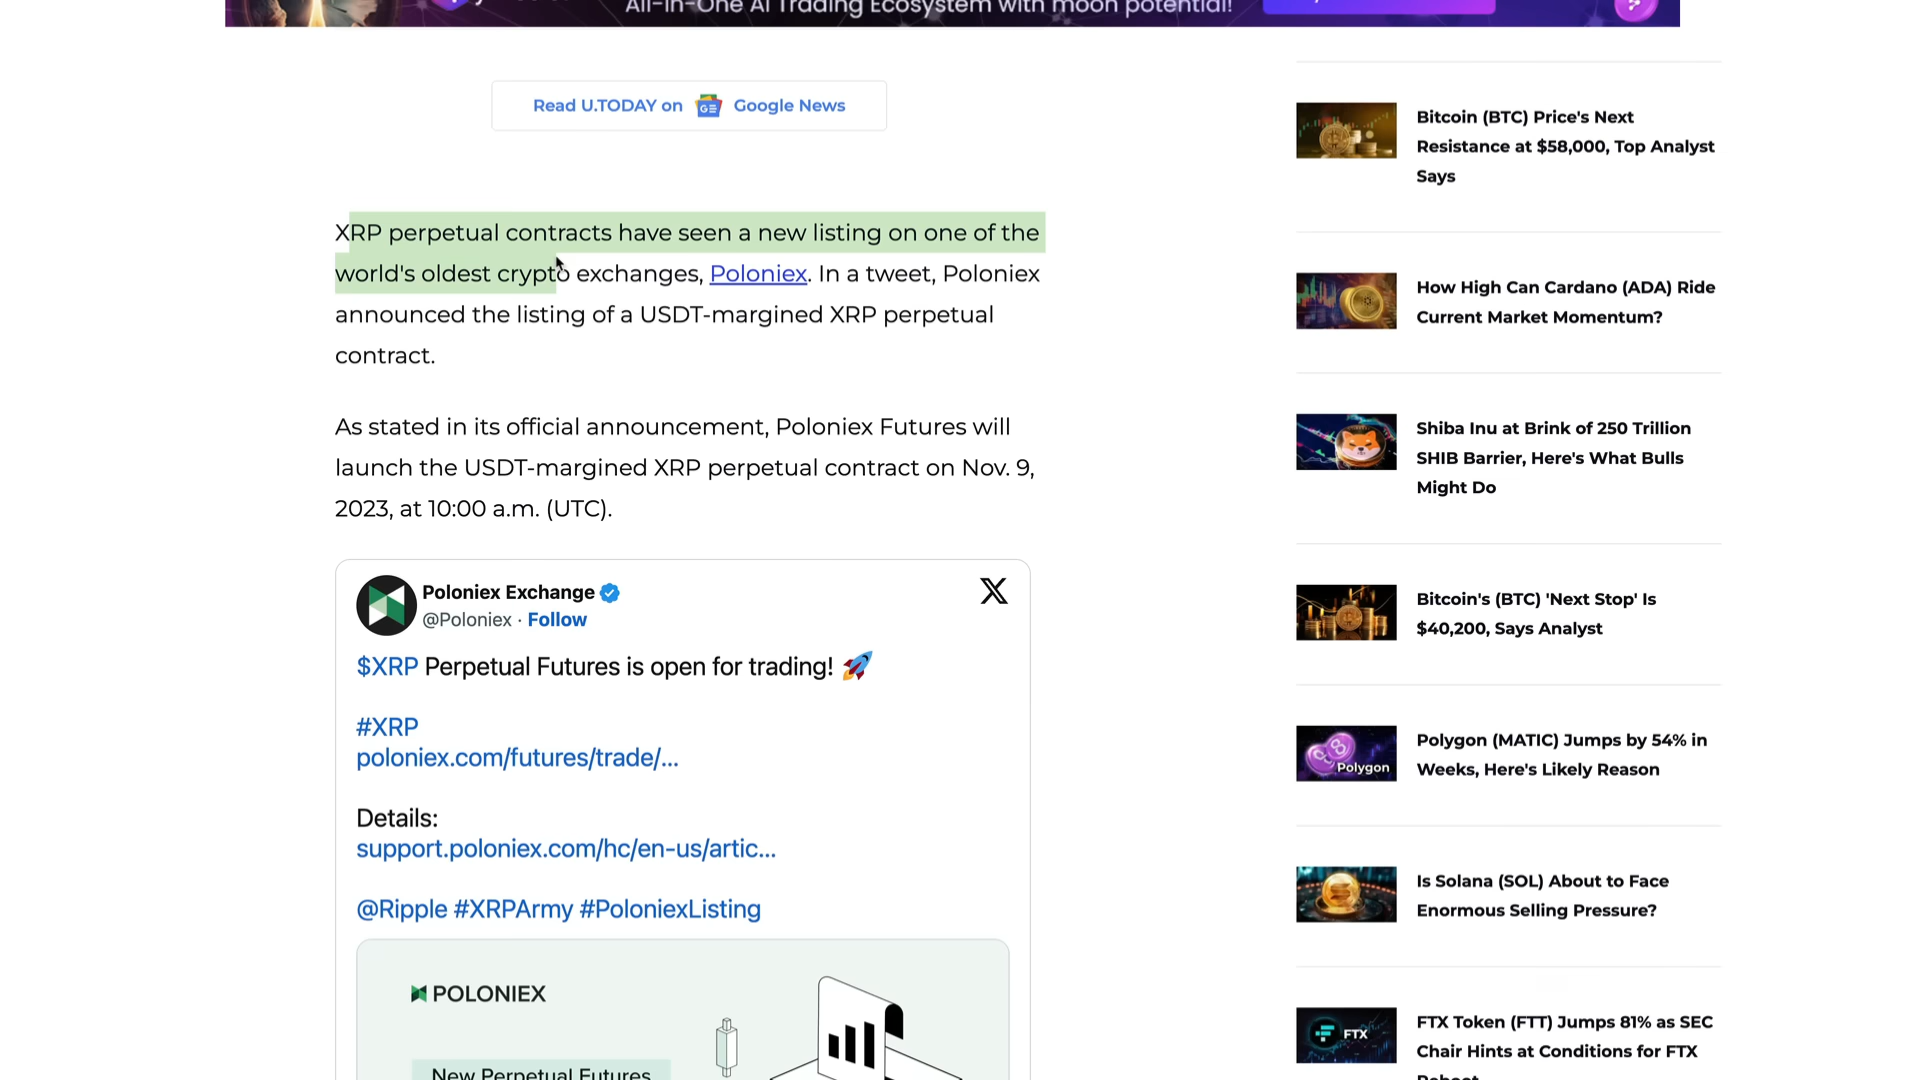 All-in-One AI Trading Ecosystem with moon potential!
Read U.TODAY on Google News
XRP perpetual contracts have seen a new listing on one of the
world's oldest crypto exchanges, Poloniex. In a tweet, Poloniex
announced the listing of a USDT-margined XRP perpetual
contract.
As stated in its official announcement, Poloniex Futures will
launch the USDT-margined XRP perpetual contract on Nov. 9,
2023, at 10:00 a.m. (UTC).
Poloniex Exchange
@Poloniex · Follow
$XRP Perpetual Futures is open for trading! 🚀
#XRP
poloniex.com/futures/trade/...
Details:
support.poloniex.com/hc/en-us/artic...
@Ripple #XRPArmy #PoloniexListing
POLONIEX
New Perpetual Futures
Bitcoin (BTC) Price's Next
Resistance at $58,000, Top Analyst
Says
How High Can Cardano (ADA) Ride
Current Market Momentum?
Shiba Inu at Brink of 250 Trillion
SHIB Barrier, Here's What Bulls
Might Do
Bitcoin's (BTC) 'Next Stop' Is
$40,200, Says Analyst
Polygon
Polygon (MATIC) Jumps by 54% in
Weeks, Here's Likely Reason
Is Solana (SOL) About to Face
Enormous Selling Pressure?
FTX
FTX Token (FTT) Jumps 81% as SEC
Chair Hints at Conditions for FTX
Reboot